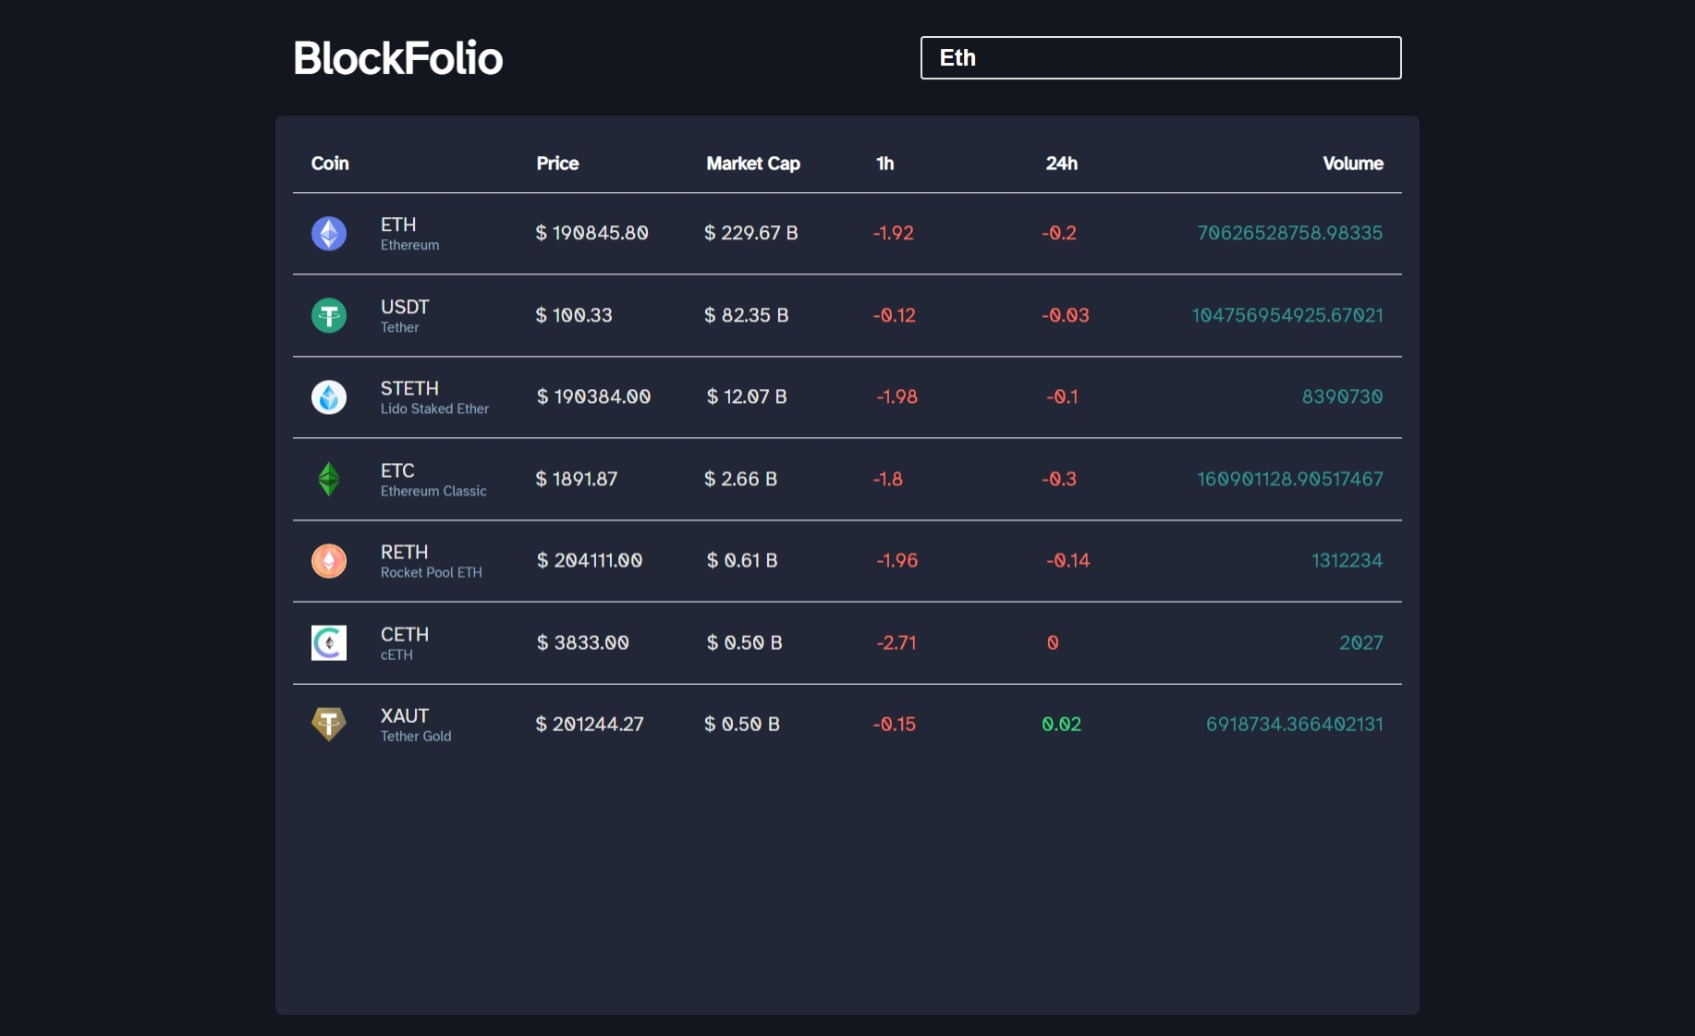 BlockFolio
Eth
Coin Price Market Cap 1h 24h Volume
ETH
Ethereum
$ 190845.80 $ 229.67 B -1.92 -0.2 70626528758.98335
USDT
Tether
$ 100.33 $ 82.35 B -0.12 -0.03 104756954925.67021
STETH
Lido Staked Ether
$ 190384.00 $ 12.07 B -1.98 -0.1 8390730
ETC
Ethereum Classic
$ 1891.87 $ 2.66 B -1.8 -0.3 160901128.90517467
RETH
Rocket Pool ETH
$ 204111.00 $ 0.61 B -1.96 -0.14 1312234
CETH
cETH
$ 3833.00 $ 0.50 B -2.71 0 2027
XAUT
Tether Gold
$ 201244.27 $ 0.50 B -0.15 0.02 6918734.366402131